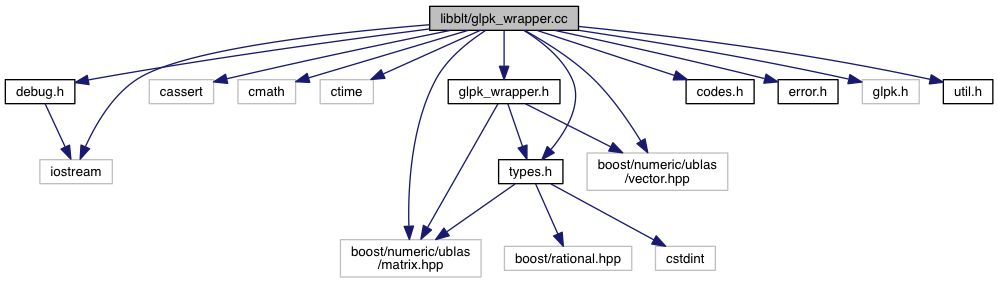 libblt/glpk_wrapper.cc
debug.h
cassert
cmath
ctime
glpk_wrapper.h
codes.h
error.h
glpk.h
util.h
iostream
types.h
boost/numeric/ublas
/vector.hpp
boost/numeric/ublas
/matrix.hpp
boost/rational.hpp
cstdint